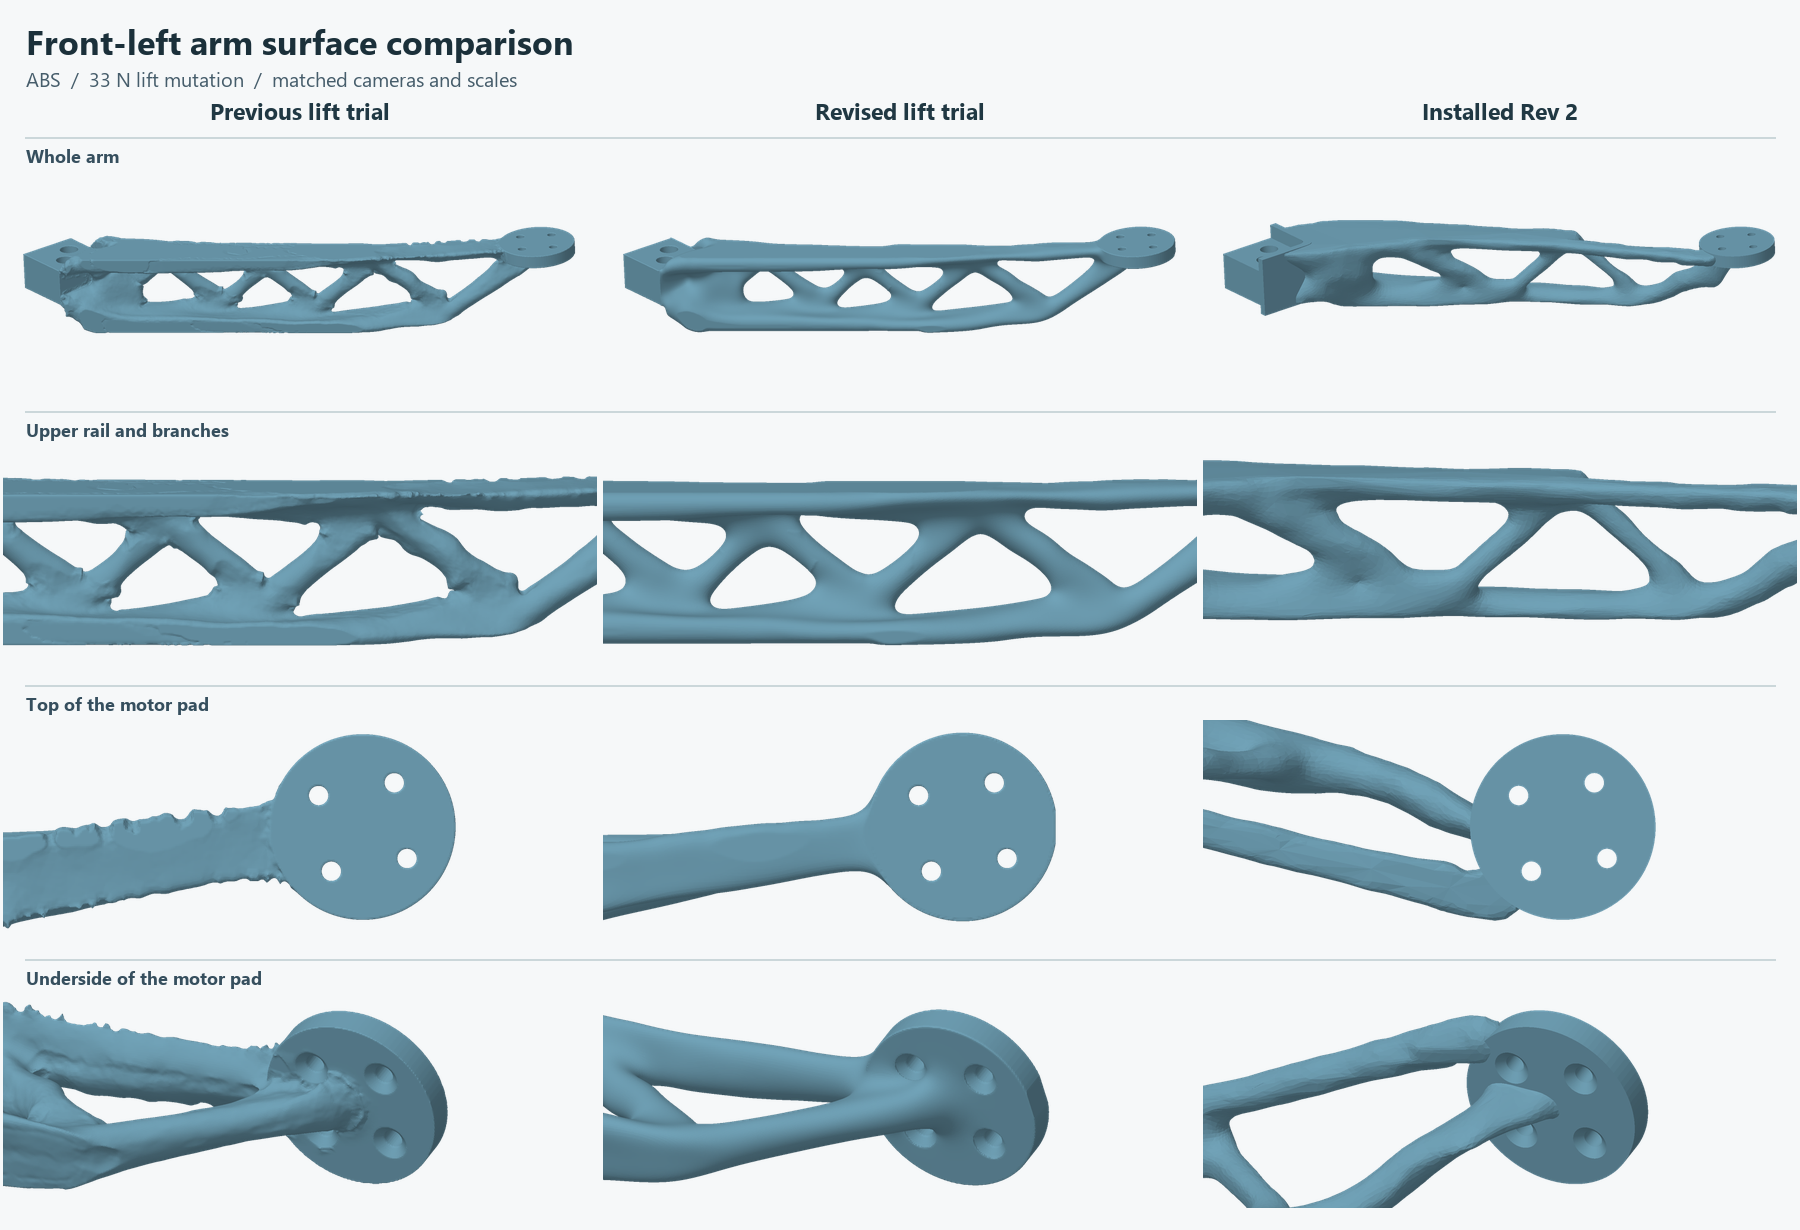 Front-left arm surface comparison
ABS / 33 N lift mutation / matched cameras and scales
Previous lift trial
Revised lift trial
Installed Rev 2
Whole arm
Upper rail and branches
Top of the motor pad
Underside of the motor pad